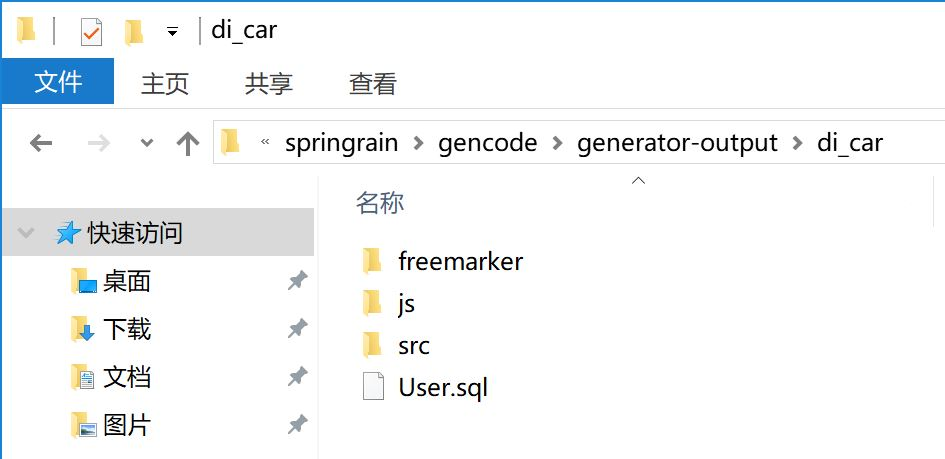 di_car
文件 主页 共享 查看
« springrain gencode generator-output di_car
名称
快速访问
桌面
下载
文档
图片
freemarker
js
src
User.sql